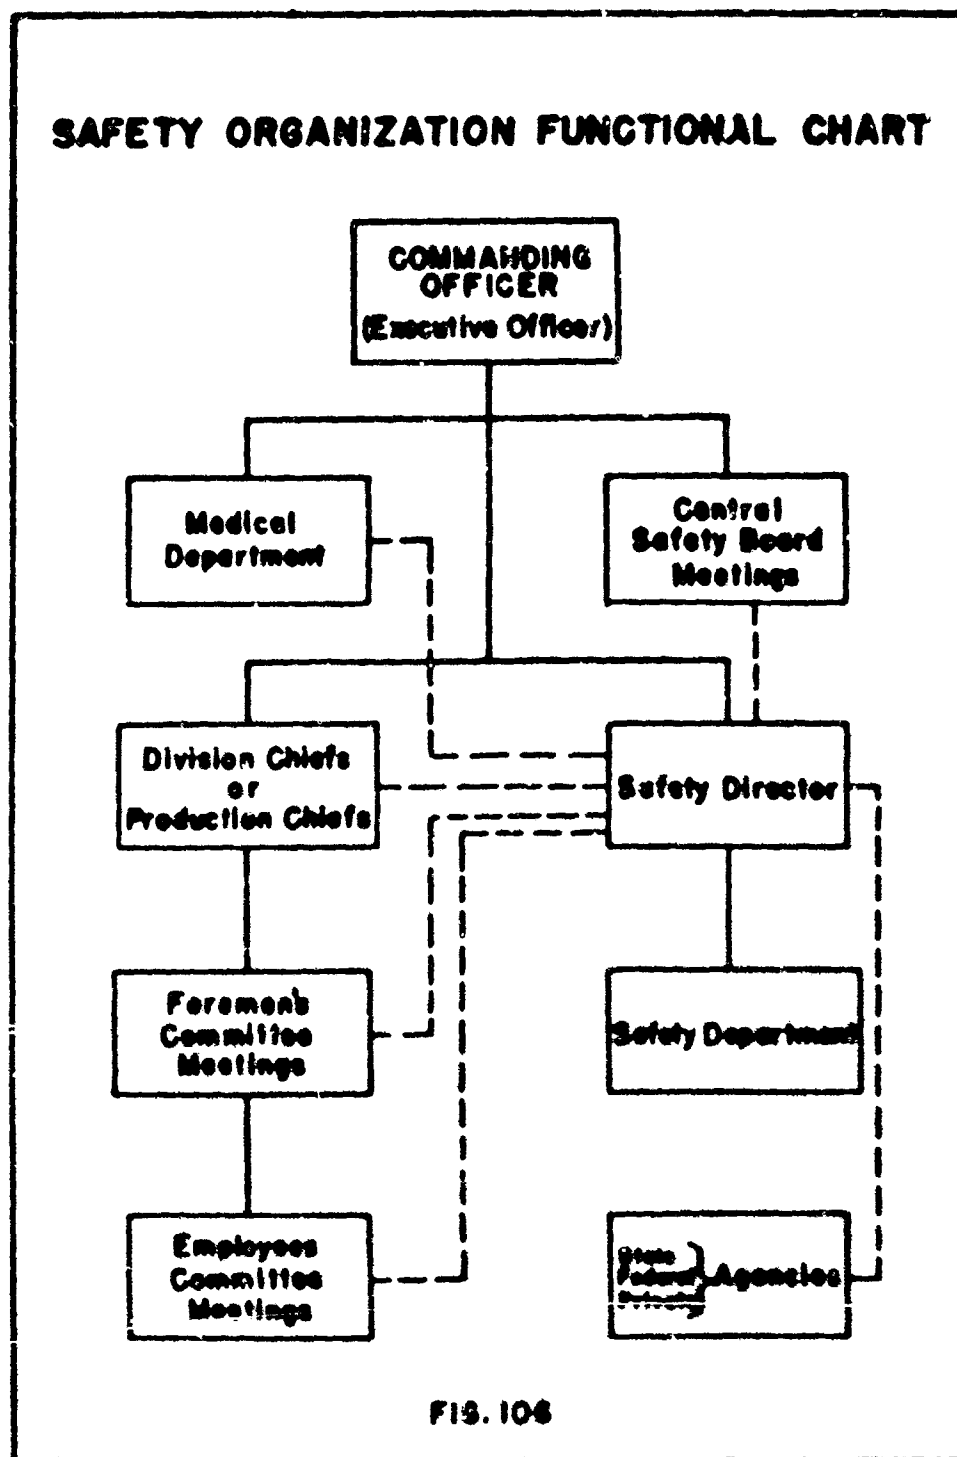 SAFETY ORGANIZATION FUNCTIONAL CHART
COMMANDING
OFFICER
(Executive Officer)
Medical
Department
Central
Safety Board
Meetings
Division Chiefs
or
Production Chiefs
Safety Director
Foremen's
Committee
Meetings
Safety Department
Employees
Committee
Meetings
State
Federal
Agencies
FIG. 106